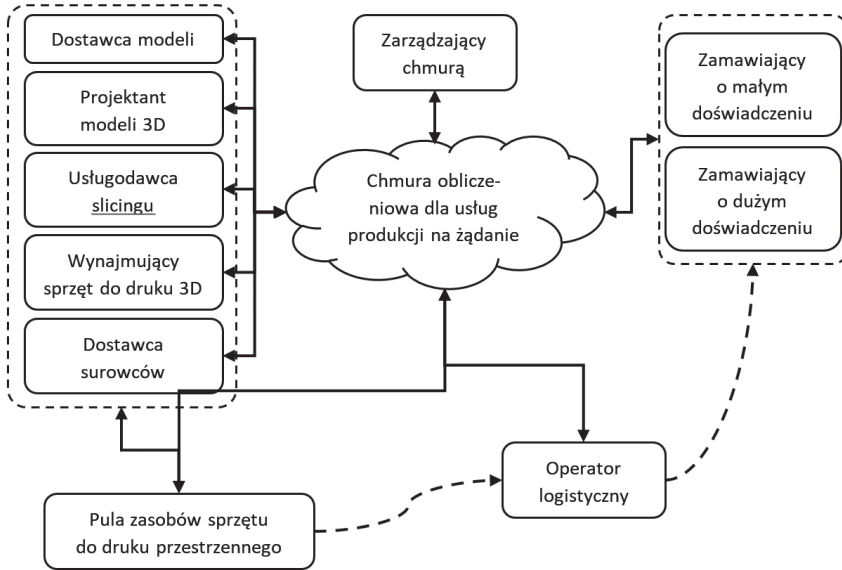 Dostawca modeli
Projektant
modeli 3D
Usługodawca
slicingu
Wynajmujący
sprzęt do druku 3D
Dostawca
surowców
Zarządzający
chmurą
Chmura oblicze-
niowa dla usług
produkcji na żądanie
Zamawiający
o małym
doświadczeniu
Zamawiający
o dużym
doświadczeniu
Operator
logistyczny
Pula zasobów sprzętu
do druku przestrzennego